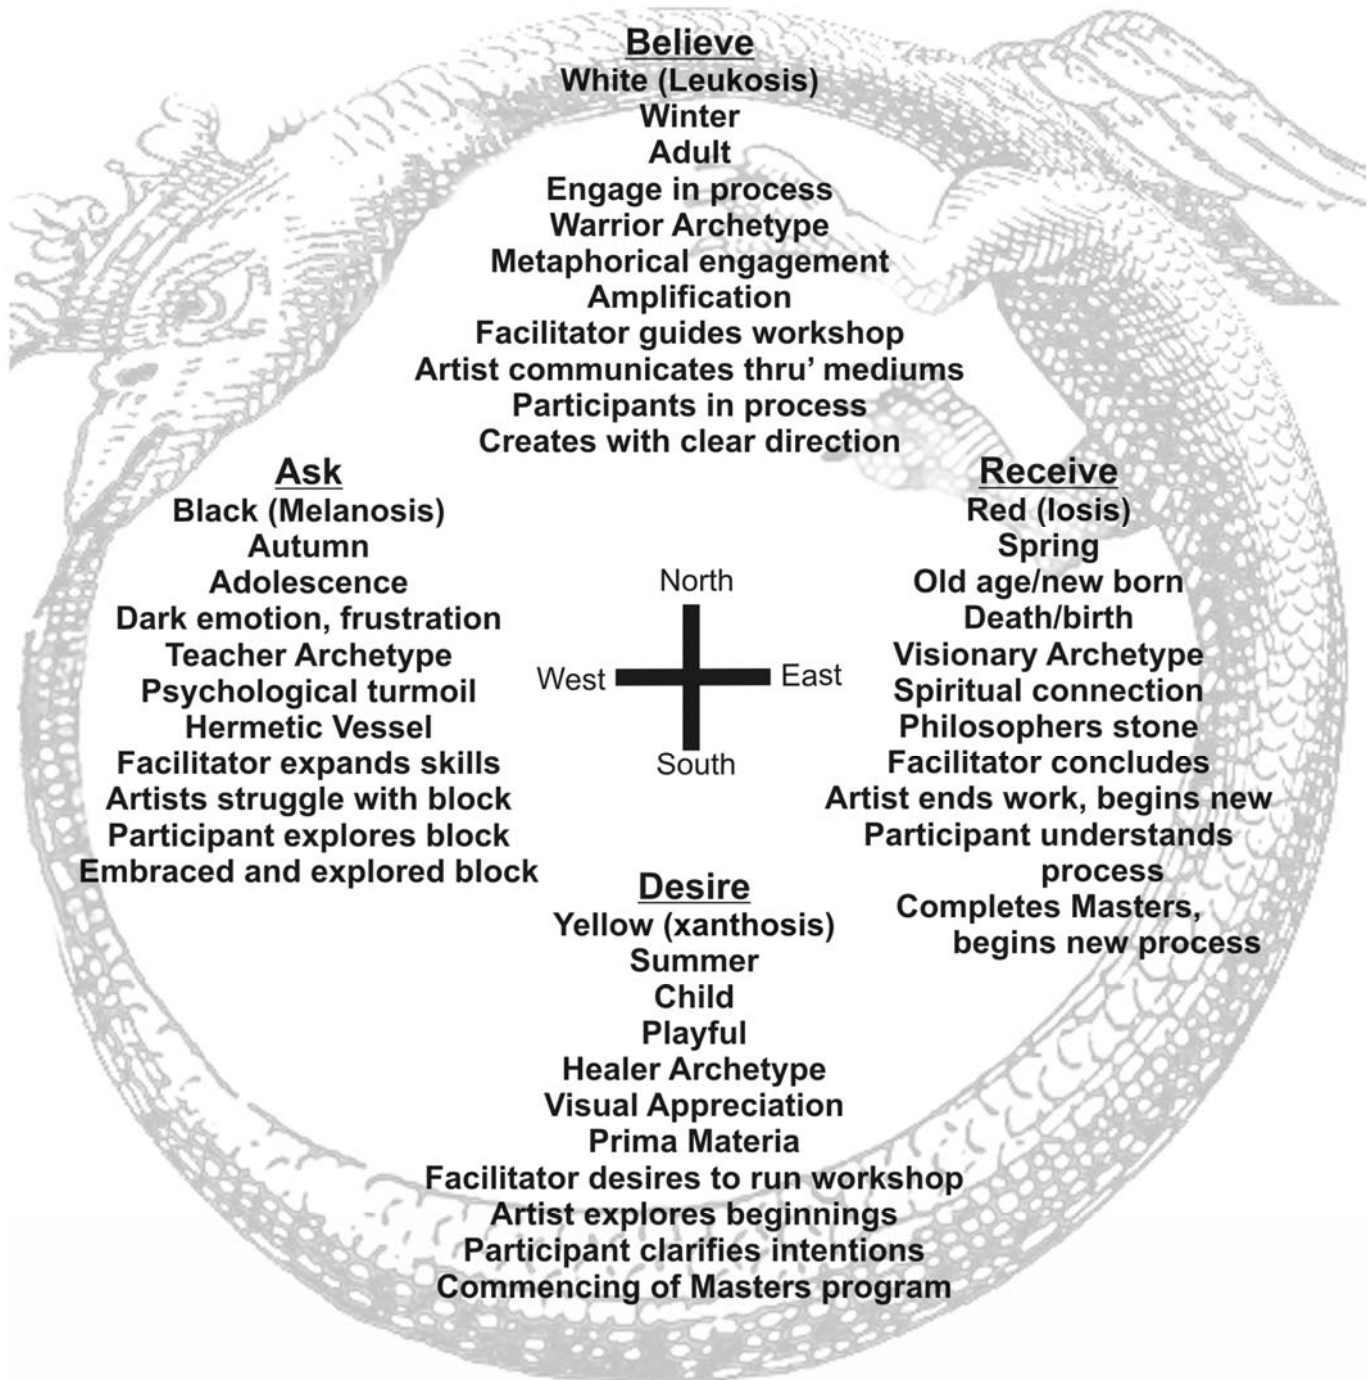 Believe
White (Leukosis)
Winter
Adult
Engage in process
Warrior Archetype
Metaphorical engagement
Amplification
Facilitator guides workshop
Artist communicates thru’ mediums
Participants in process
Creates with clear direction
Ask
Black (Melanosis)
Autumn
Adolescence
Dark emotion, frustration
Teacher Archetype
Psychological turmoil
Hermetic Vessel
Facilitator expands skills
Artists struggle with block
Participant explores block
Embraced and explored block
North
West
East
South
Receive
Red (Iosis)
Spring
Old age/new born
Death/birth
Visionary Archetype
Spiritual connection
Philosophers stone
Facilitator concludes
Artist ends work, begins new
Participant understands
process
Completes Masters,
begins new process
Desire
Yellow (xanthosis)
Summer
Child
Playful
Healer Archetype
Visual Appreciation
Prima Materia
Facilitator desires to run workshop
Artist explores beginnings
Participant clarifies intentions
Commencing of Masters program